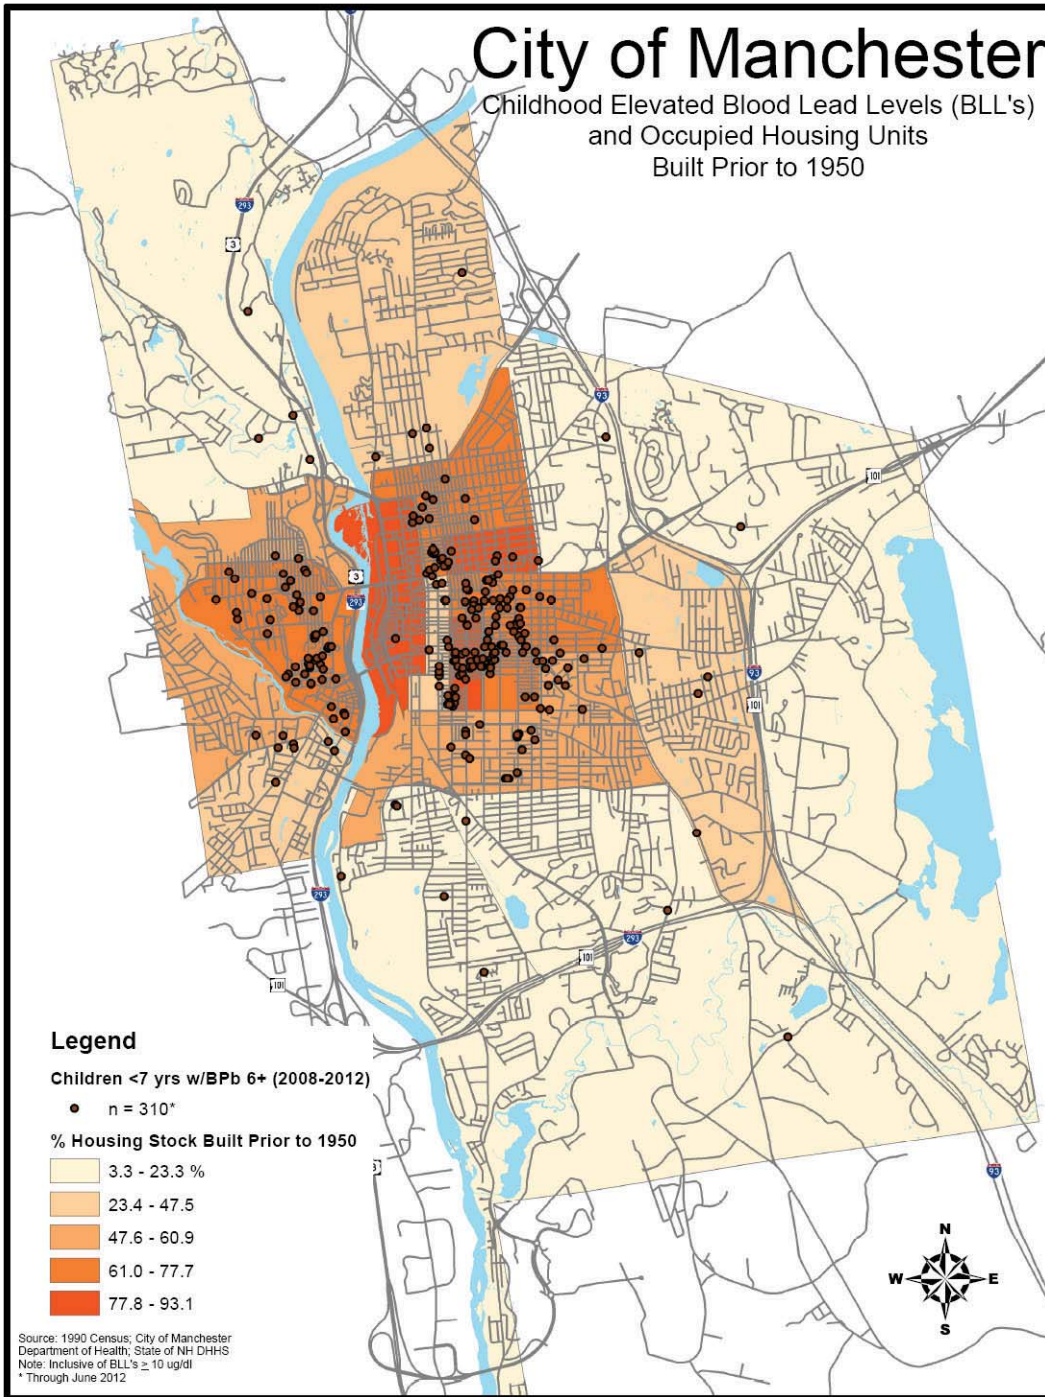 City of Manchester
Childhood Elevated Blood Lead Levels (BLL's)
and Occupied Housing Units
Built Prior to 1950
293
3
93
101
3
293
93
101
293
293
101
101
93
Legend
Children <7 yrs w/BPb 6+ (2008-2012)
n = 310*
% Housing Stock Built Prior to 1950
3.3 - 23.3 %
23.4 - 47.5
47.6 - 60.9
61.0 - 77.7
77.8 - 93.1
3
N
W E
S
Source: 1990 Census; City of Manchester
Department of Health; State of NH DHHS
Note: Inclusive of BLL's ≥ 10 ug/dl
* Through June 2012